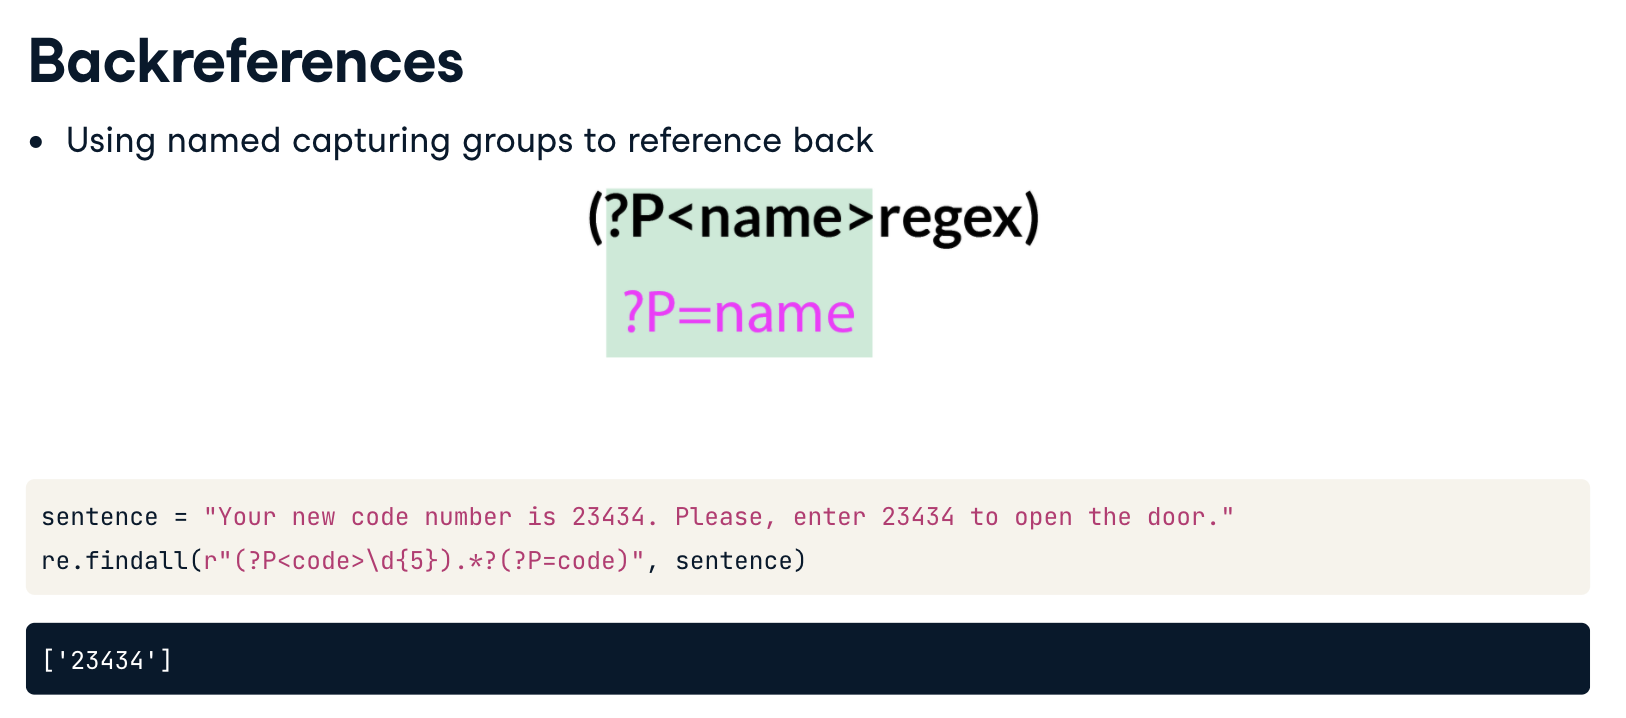 Backreferences
• Using named capturing groups to reference back
(?P<name>regex)
?P=name
sentence = "Your new code number is 23434. Please, enter 23434 to open the door."
re.findall(r"(?P<code>\d{5}).*?(?P=code)", sentence)
['23434']